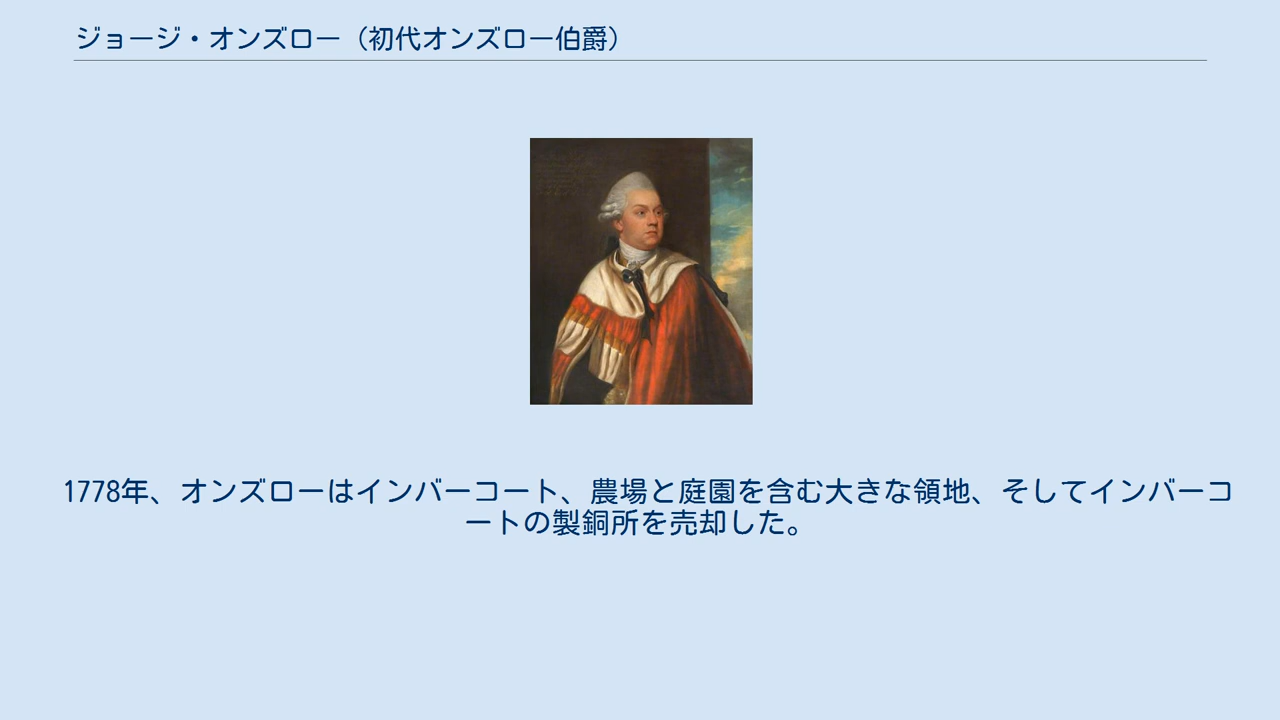 ジョージ・オンズロー（初代オンズロー伯爵）
1778年、オンズローはインバーコート、農場と庭園を含む大きな領地、そしてインバーコ
ートの製銅所を売却した。